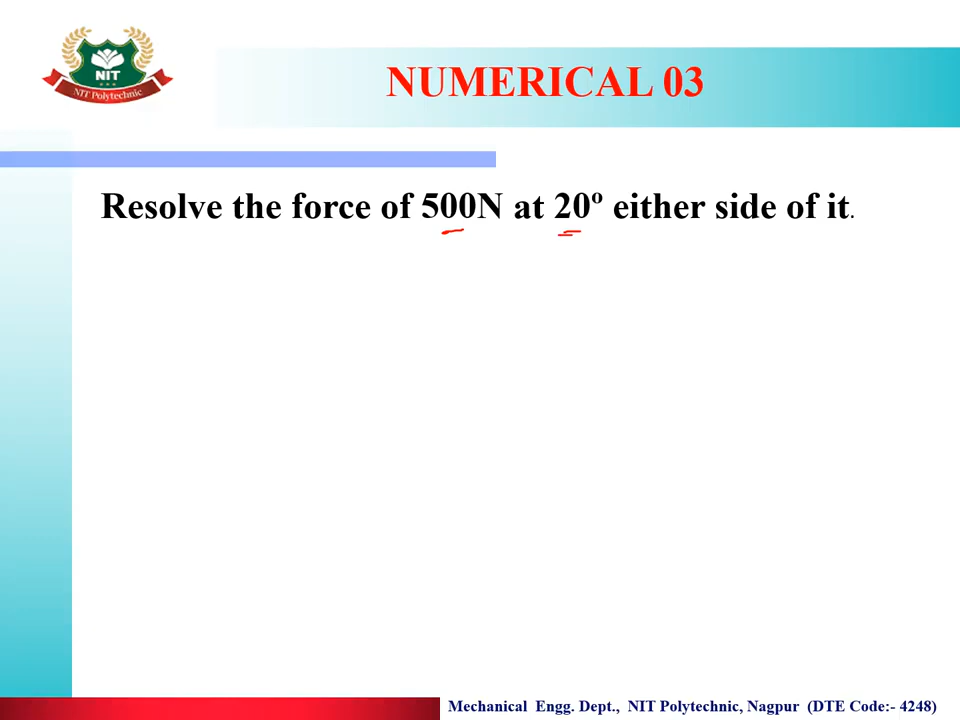 NIT
NIT Polytechnic
NUMERICAL 03
Resolve the force of 500N at 20º either side of it.
Mechanical Engg. Dept., NIT Polytechnic, Nagpur (DTE Code:- 4248)